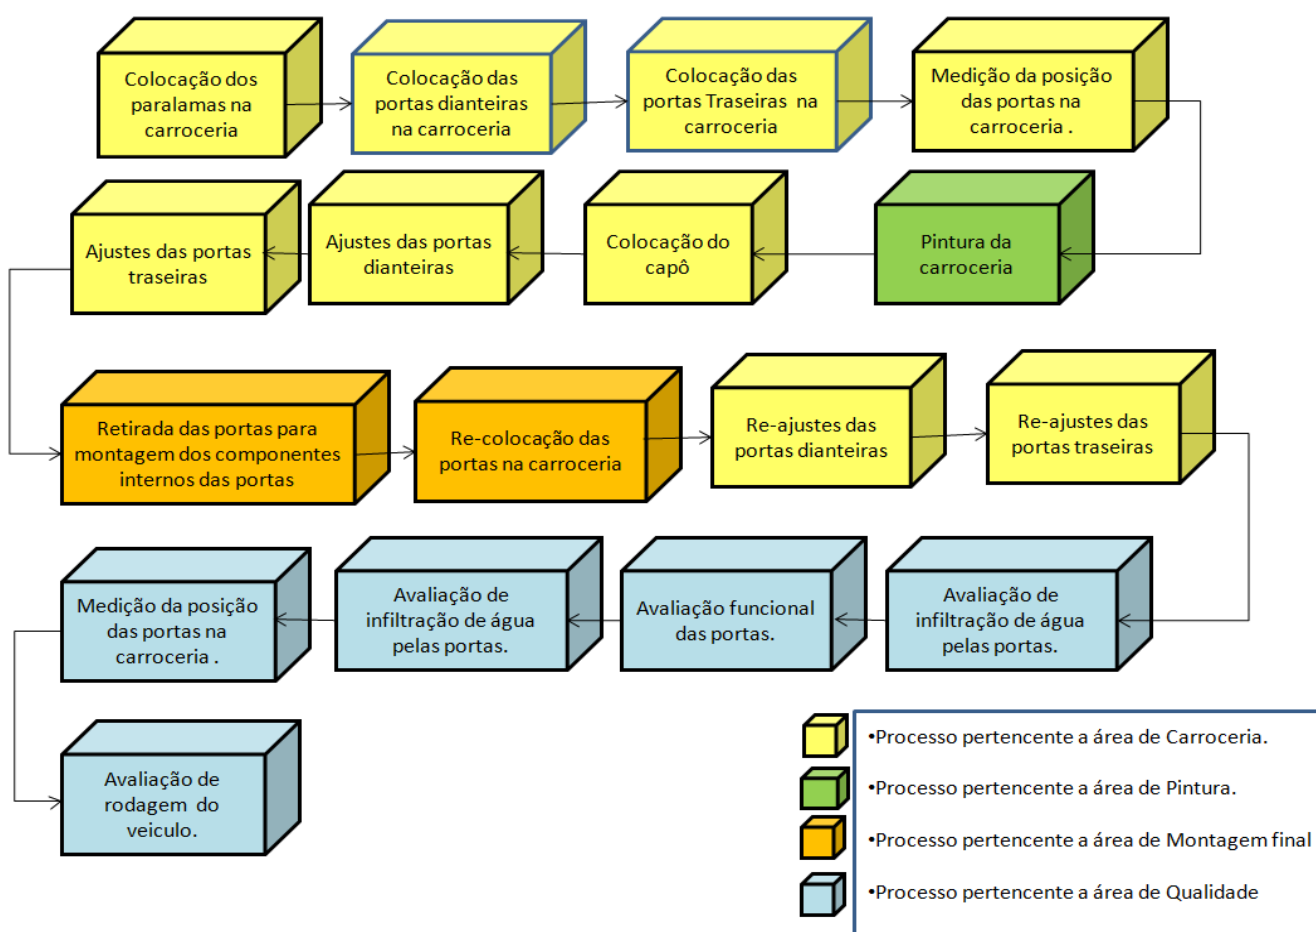 Colocação dos
paralamas na
carroceria
Colocação das
portas dianteiras
na carroceria
Colocação das
portas Traseiras na
carroceria
Medição da posição
das portas na
carroceria .
Pintura da
carroceria
Colocação do
capô
Ajustes das portas
dianteiras
Ajustes das portas
traseiras
Retirada das portas para
montagem dos componentes
internos das portas
Re-colocação das
portas na carroceria
Re-ajustes das
portas dianteiras
Re-ajustes das
portas traseiras
Avaliação de
infiltração de água
pelas portas.
Avaliação funcional
das portas.
Avaliação de
infiltração de água
pelas portas.
Medição da posição
das portas na
carroceria .
Avaliação de
rodagem do
veiculo.
•Processo pertencente a área de Carroceria.
•Processo pertencente a área de Pintura.
•Processo pertencente a área de Montagem final
•Processo pertencente a área de Qualidade